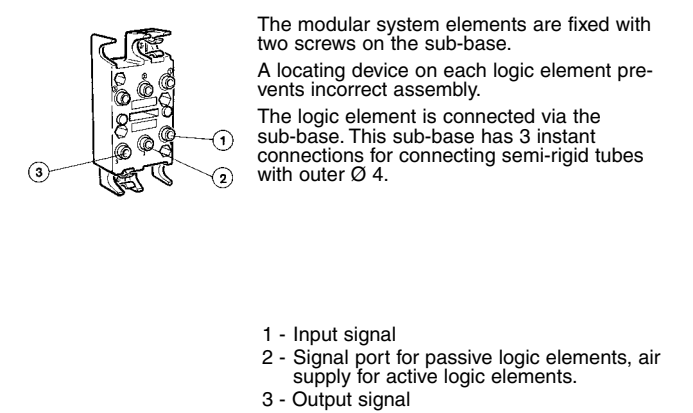 The modular system elements are fixed with
two screws on the sub-base.
A locating device on each logic element pre-
vents incorrect assembly.
The logic element is connected via the
sub-base. This sub-base has 3 instant
connections for connecting semi-rigid tubes
with outer Ø 4.
1
3
2
1 - Input signal
2 - Signal port for passive logic elements, air
supply for active logic elements.
3 - Output signal